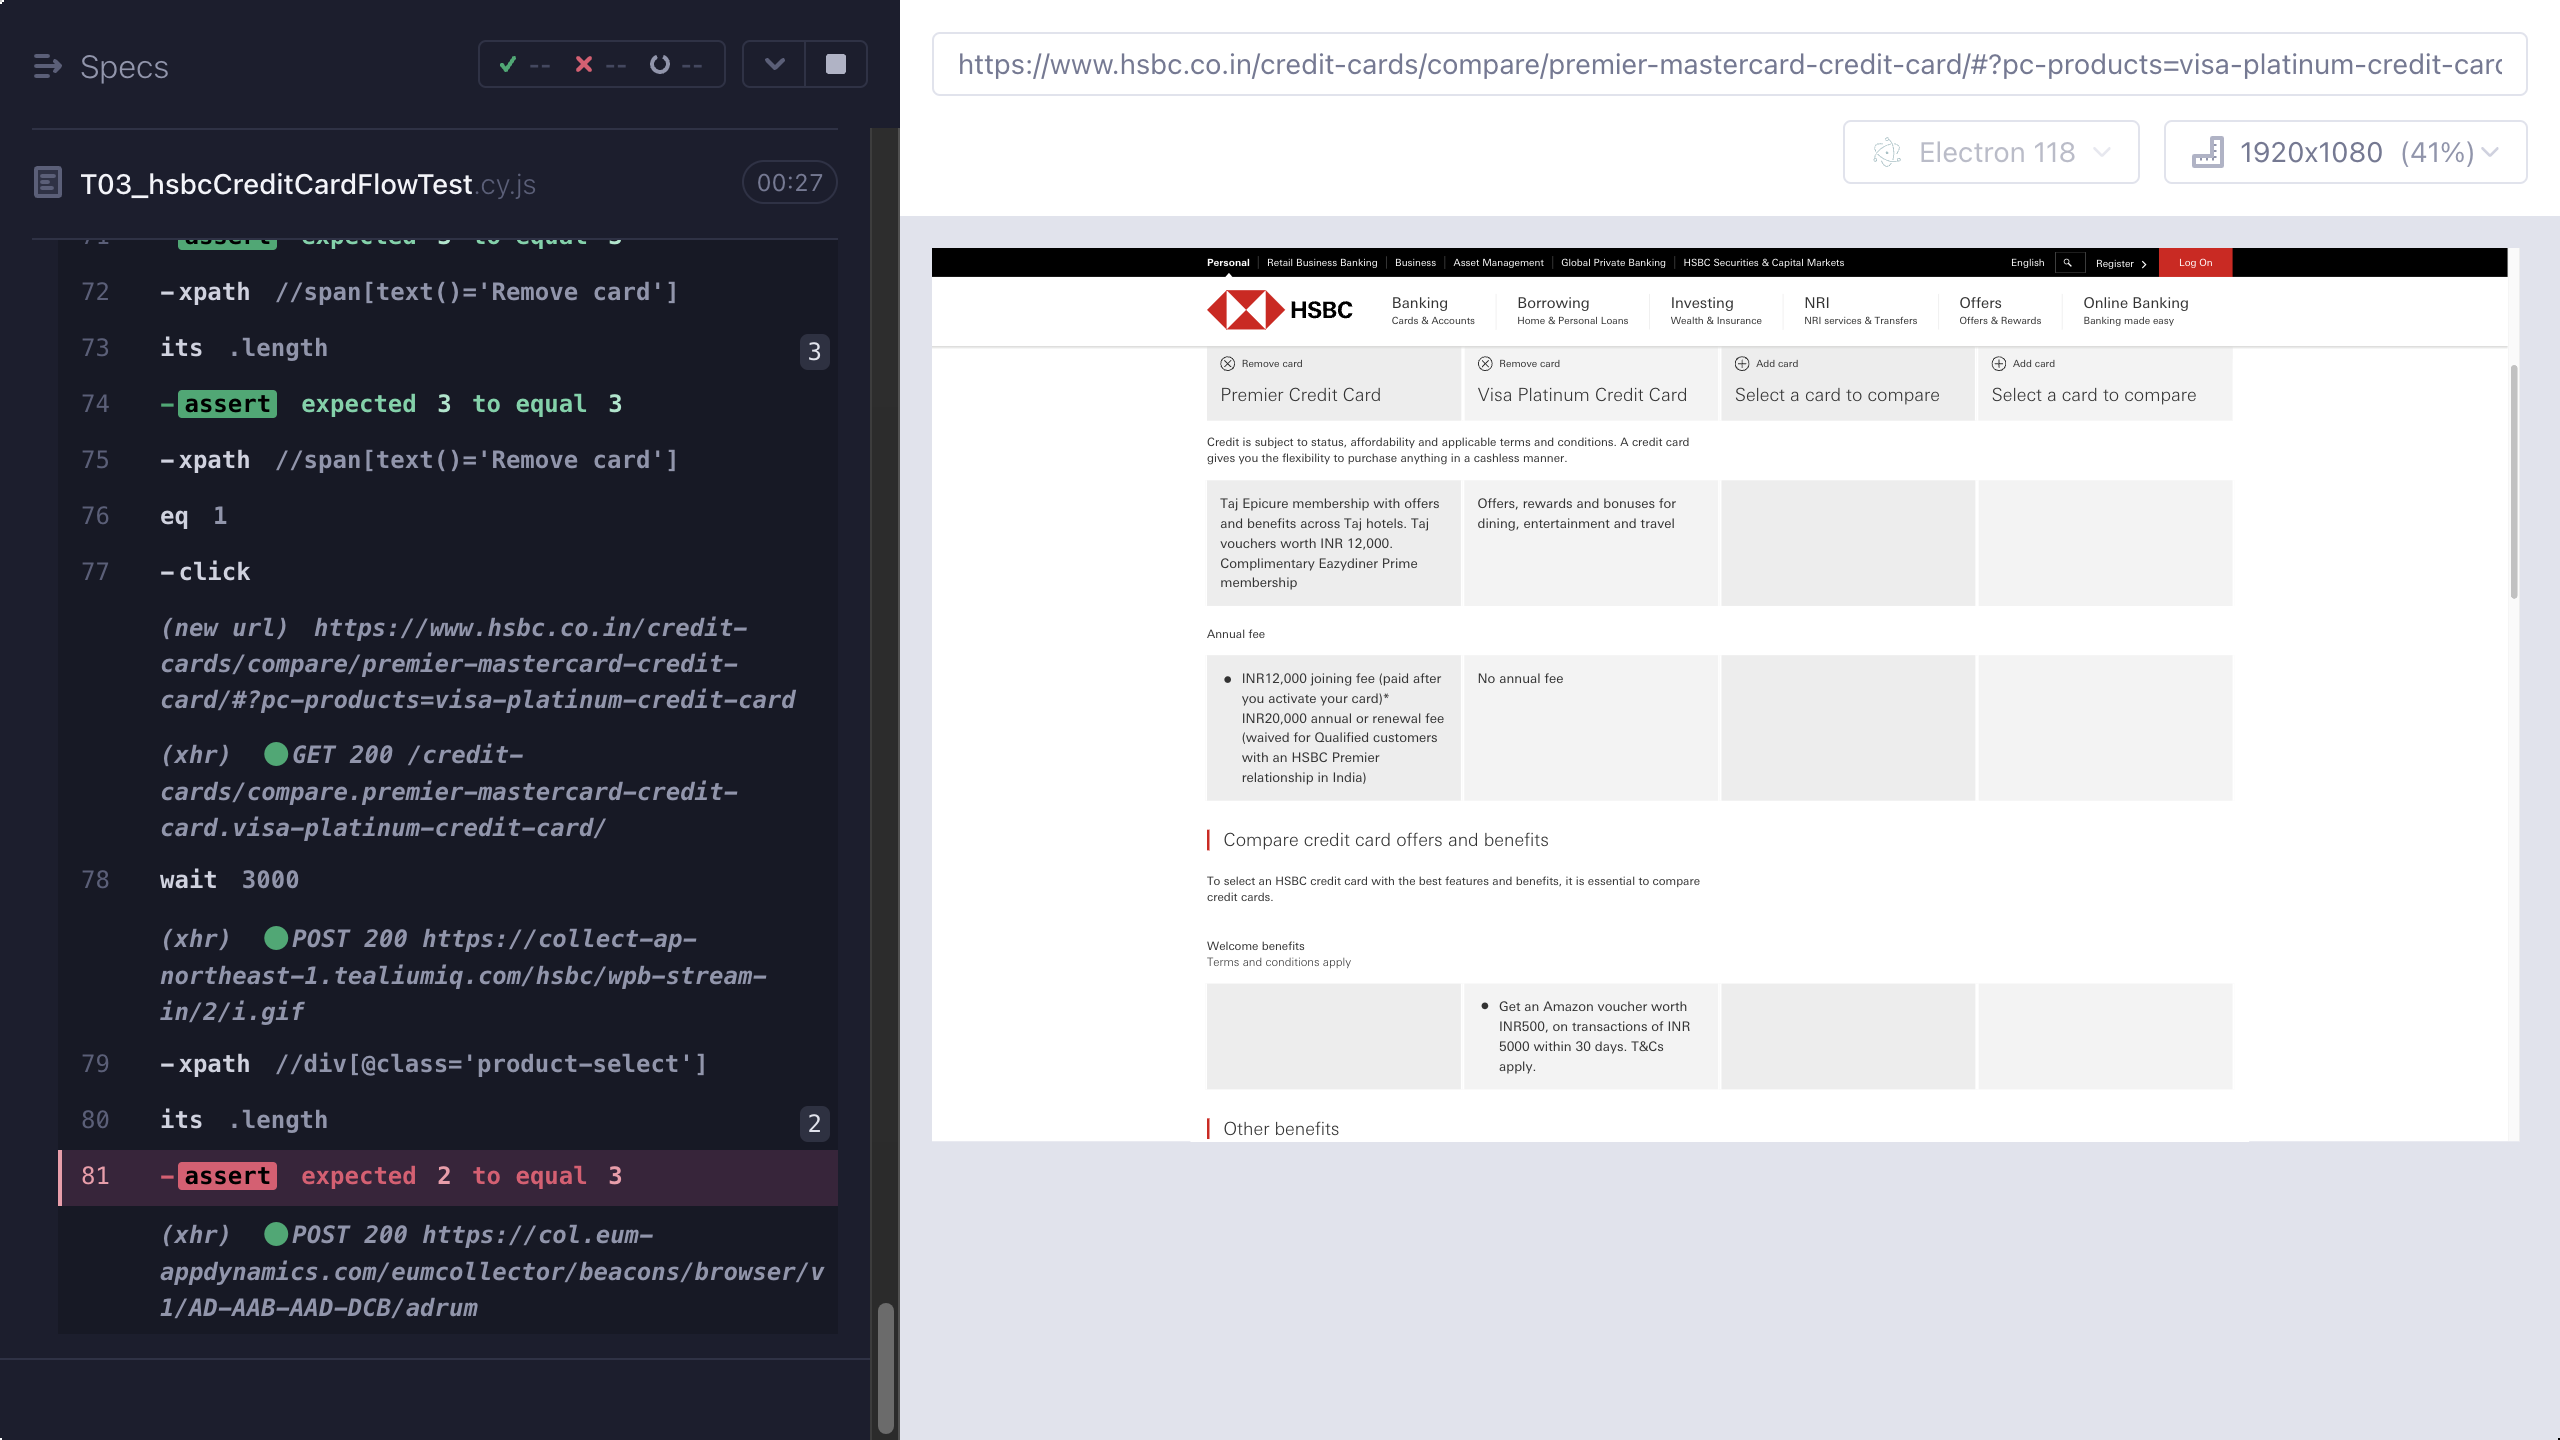 Specs
-- -- --
T03_hsbcCreditCardFlowTest.cy.js 00:27
71 -assert expected 3 to equal 3
72 -xpath //span[text()='Remove card']
73 its .length 3
74 -assert expected 3 to equal 3
75 -xpath //span[text()='Remove card']
76 eq 1
77 -click
(new url) https://www.hsbc.co.in/credit-
cards/compare/premier-mastercard-credit-
card/#?pc-products=visa-platinum-credit-card
(xhr) GET 200 /credit-
cards/compare.premier-mastercard-credit-
card.visa-platinum-credit-card/
78 wait 3000
(xhr) POST 200 https://collect-ap-
northeast-1.tealiumiq.com/hsbc/wpb-stream-
in/2/i.gif
79 -xpath //div[@class='product-select']
80 its .length 2
81 -assert expected 2 to equal 3
(xhr) POST 200 https://col.eum-
appdynamics.com/eumcollector/beacons/browser/v
1/AD-AAB-AAD-DCB/adrum
https://www.hsbc.co.in/credit-cards/compare/premier-mastercard-credit-card/#?pc-products=visa-platinum-credit-card
Electron 118 1920x1080 (41%)
Personal Retail Business Banking Business Asset Management Global Private Banking HSBC Securities & Capital Markets English Register Log On
HSBC
Banking Borrowing Investing NRI Offers Online Banking
Cards & Accounts Home & Personal Loans Wealth & Insurance NRI services & Transfers Offers & Rewards Banking made easy
Remove card Remove card Add card Add card
Premier Credit Card Visa Platinum Credit Card Select a card to compare Select a card to compare
Credit is subject to status, affordability and applicable terms and conditions. A credit card
gives you the flexibility to purchase anything in a cashless manner.
Taj Epicure membership with offers
and benefits across Taj hotels. Taj
vouchers worth INR 12,000.
Complimentary Eazydiner Prime
membership
Offers, rewards and bonuses for
dining, entertainment and travel
Annual fee
• INR12,000 joining fee (paid after
you activate your card)*
INR20,000 annual or renewal fee
(waived for Qualified customers
with an HSBC Premier
relationship in India)
No annual fee
Compare credit card offers and benefits
To select an HSBC credit card with the best features and benefits, it is essential to compare
credit cards.
Welcome benefits
Terms and conditions apply
• Get an Amazon voucher worth
INR500, on transactions of INR
5000 within 30 days. T&Cs
apply.
Other benefits